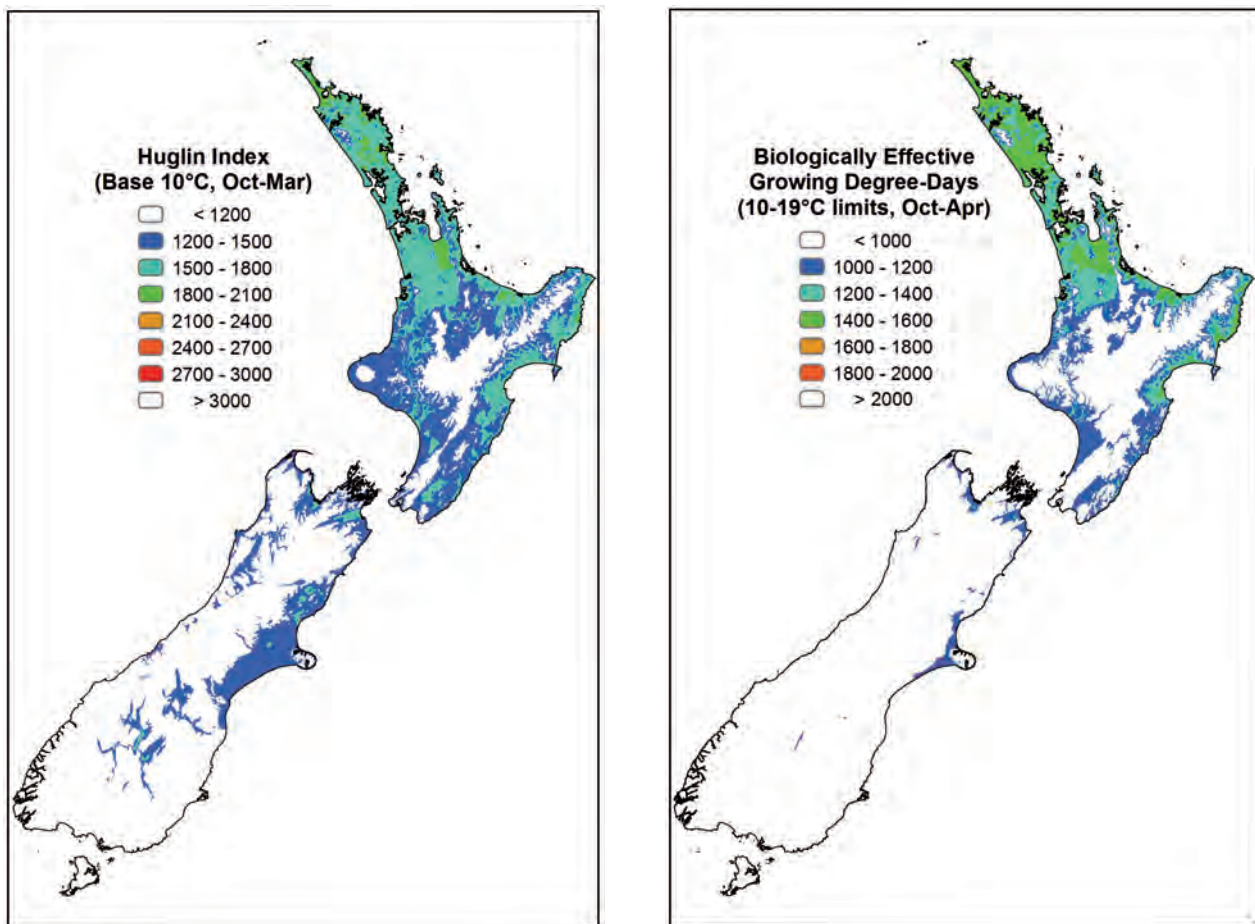 Huglin Index
(Base 10°C, Oct-Mar)
< 1200
1200 - 1500
1500 - 1800
1800 - 2100
2100 - 2400
2400 - 2700
2700 - 3000
> 3000
Biologically Effective
Growing Degree-Days
(10-19°C limits, Oct-Apr)
< 1000
1000 - 1200
1200 - 1400
1400 - 1600
1600 - 1800
1800 - 2000
> 2000